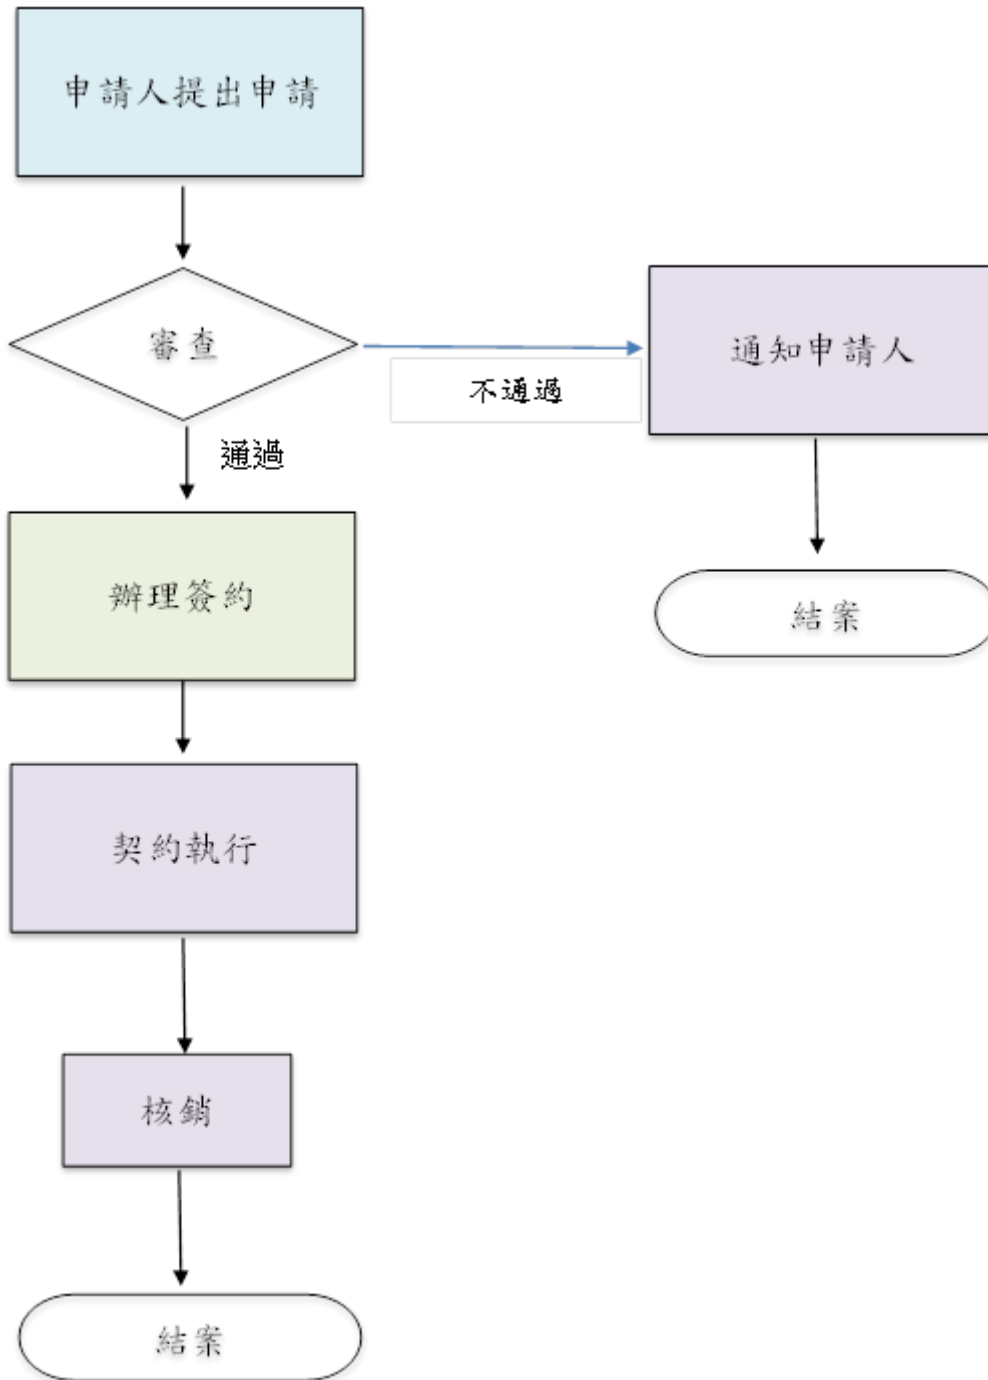 申請人提出申請
審查
不通過
通知申請人
通過
辦理簽約
結案
契約執行
核銷
結案